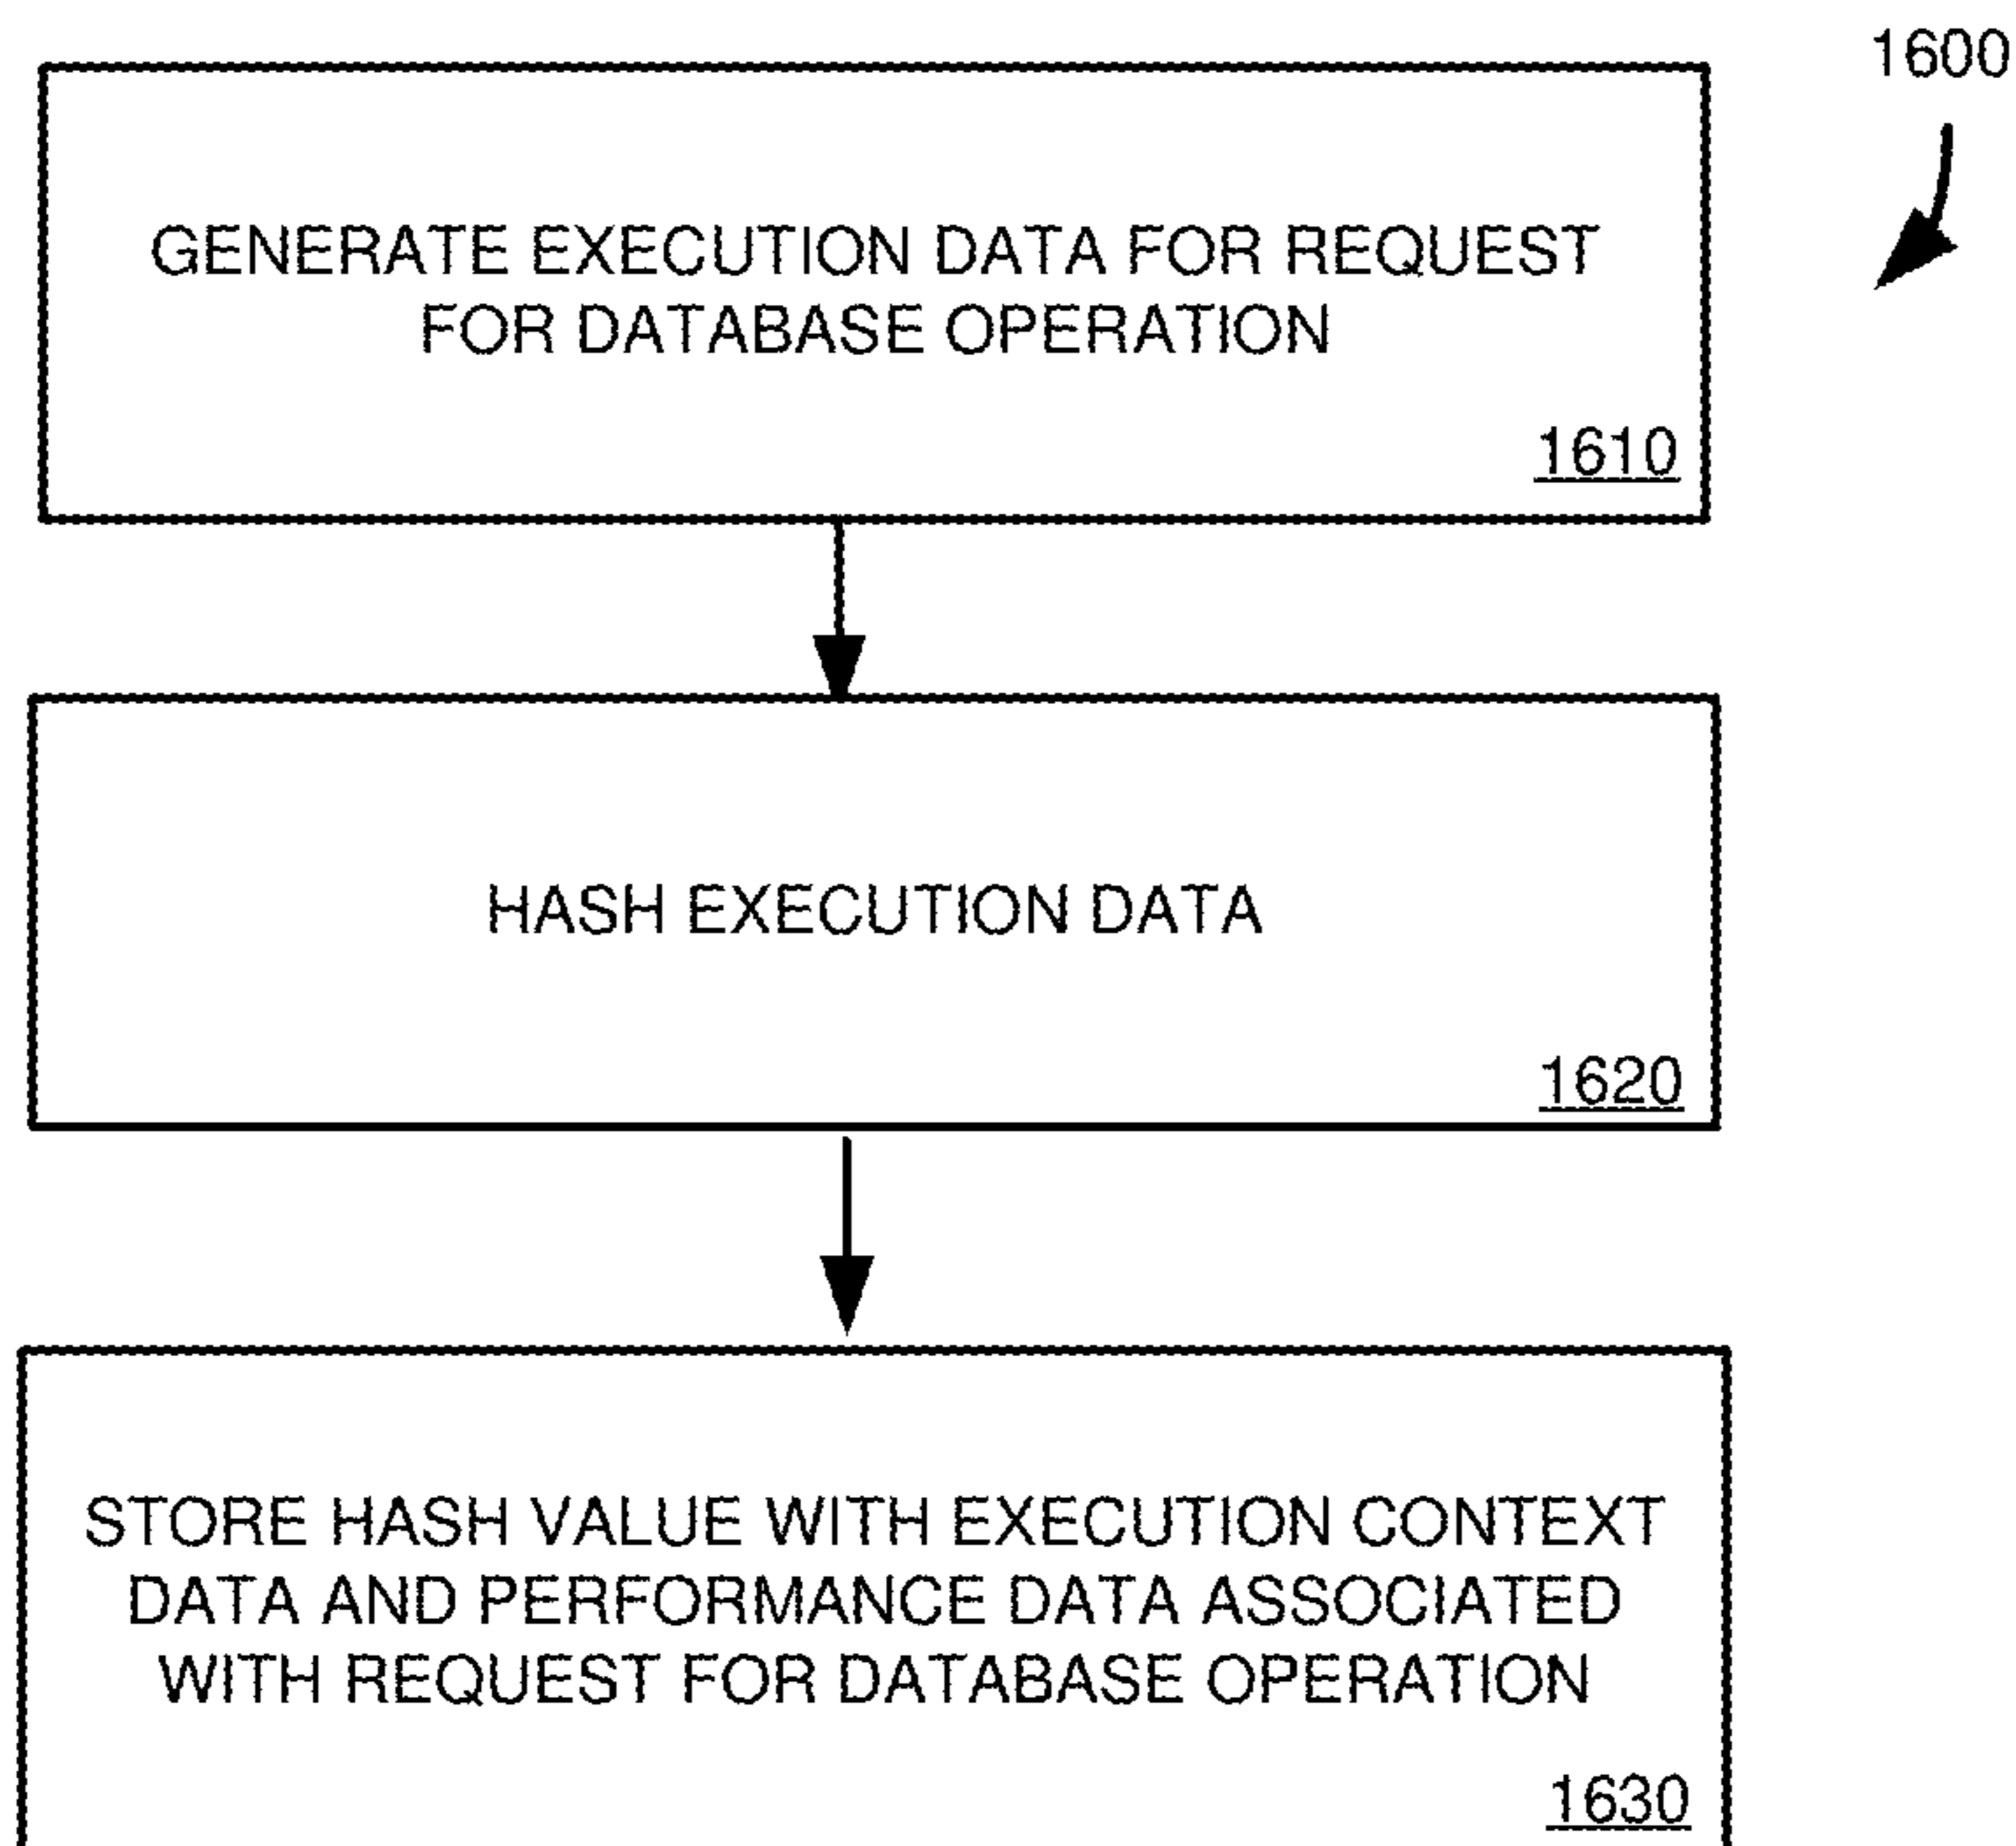 1600
GENERATE EXECUTION DATA FOR REQUEST
FOR DATABASE OPERATION
1610
HASH EXECUTION DATA
1620
STORE HASH VALUE WITH EXECUTION CONTEXT
DATA AND PERFORMANCE DATA ASSOCIATED
WITH REQUEST FOR DATABASE OPERATION
1630